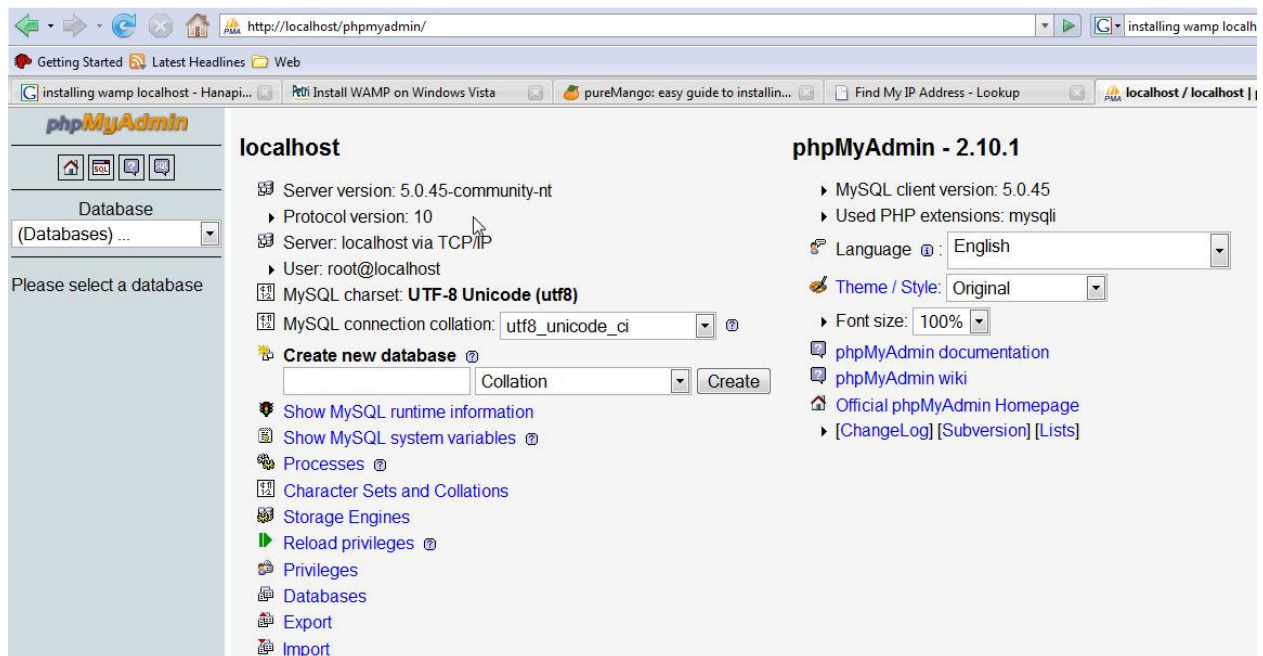 http://localhost/phpmyadmin/
installing wamp localh
Getting Started Latest Headlines Web
installing wamp localhost - Hanapi...
Petri Install WAMP on Windows Vista
pureMango: easy guide to installin...
Find My IP Address - Lookup
PMA localhost / localhost |
phpMyAdmin
SQL
Database
(Databases) ...
Please select a database
localhost
Server version: 5.0.45-community-nt
Protocol version: 10
Server: localhost via TCP/IP
User: root@localhost
MySQL charset: UTF-8 Unicode (utf8)
MySQL connection collation: utf8_unicode_ci
Create new database
Collation Create
Show MySQL runtime information
Show MySQL system variables
Processes
Character Sets and Collations
Storage Engines
Reload privileges
Privileges
Databases
Export
Import
phpMyAdmin - 2.10.1
MySQL client version: 5.0.45
Used PHP extensions: mysqli
Language : English
Theme / Style: Original
Font size: 100%
phpMyAdmin documentation
phpMyAdmin wiki
Official phpMyAdmin Homepage
[ChangeLog] [Subversion] [Lists]